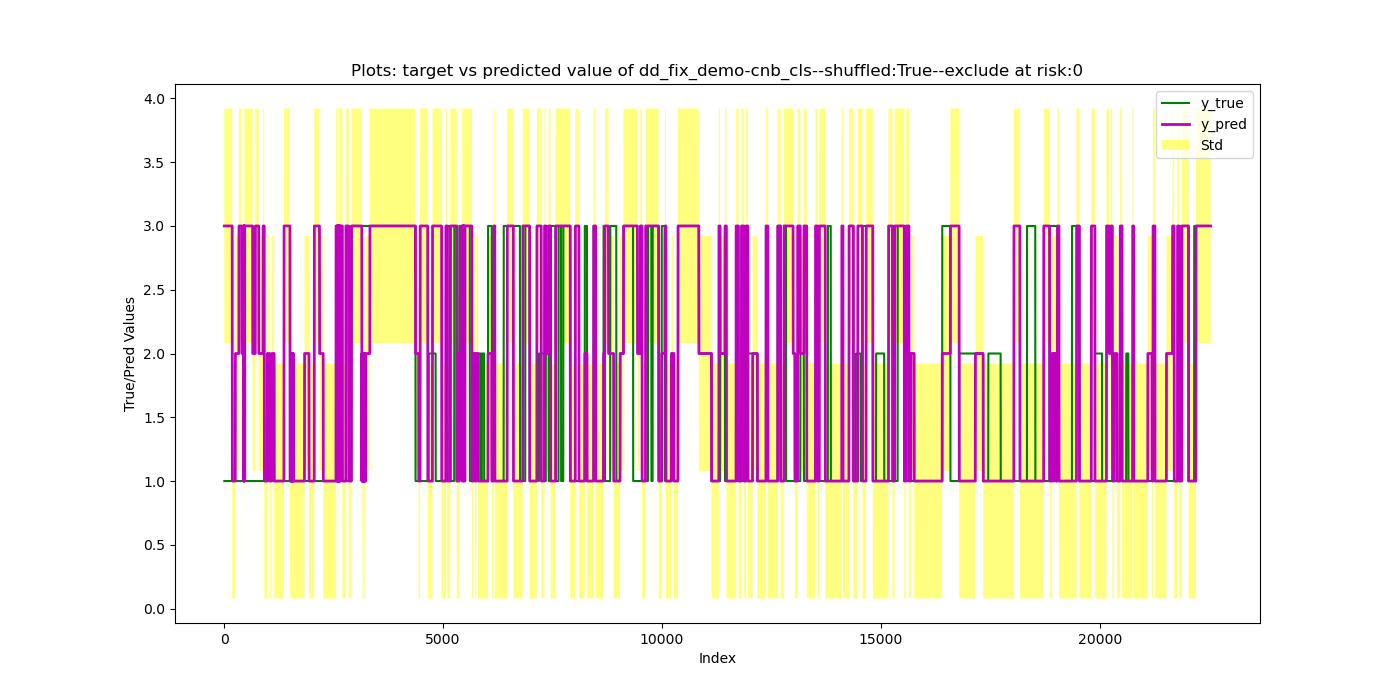 Plots: target vs predicted value of dd_fix_demo-cnb_cls--shuffled:True--exclude at risk:0
y_true
y_pred
Std
4.0
3.5
3.0
2.5
2.0
1.5
1.0
0.5
0.0
True/Pred Values
0 5000 10000 15000 20000
Index